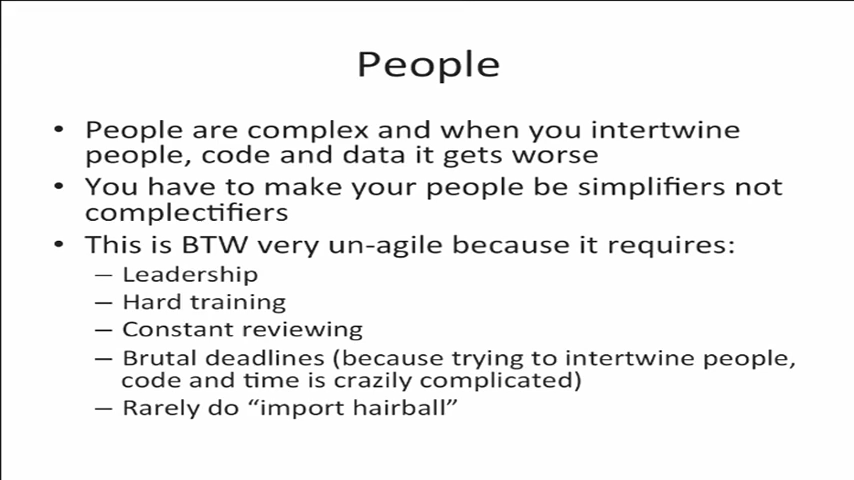 People
• People are complex and when you intertwine
people, code and data it gets worse
• You have to make your people be simplifiers not
complectifiers
• This is BTW very un-agile because it requires:
– Leadership
– Hard training
– Constant reviewing
– Brutal deadlines (because trying to intertwine people,
code and time is crazily complicated)
– Rarely do “import hairball”